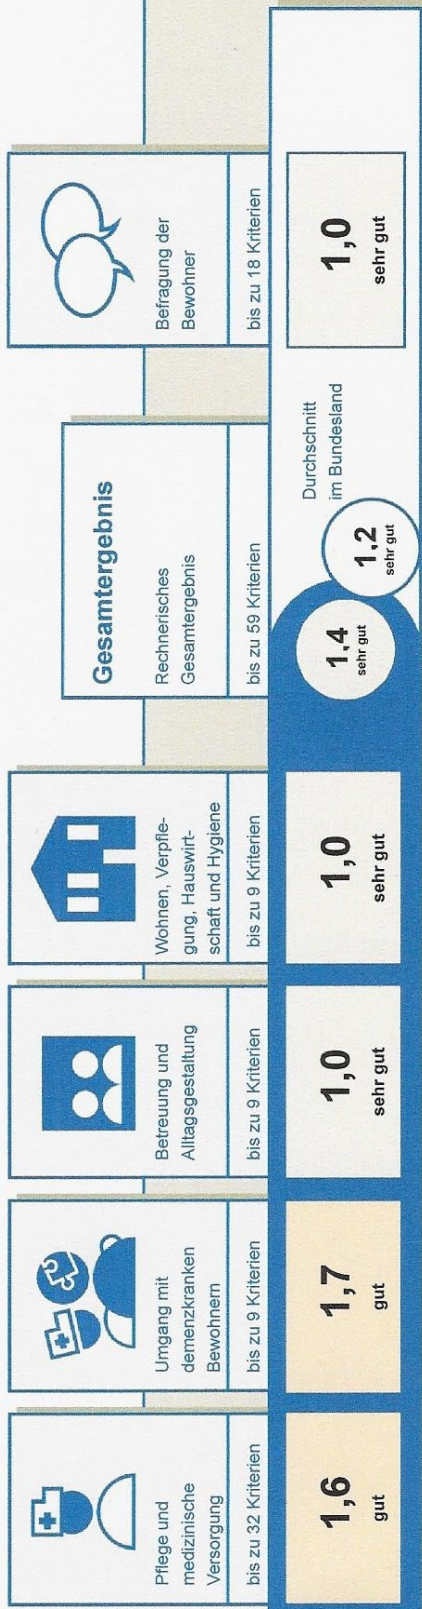 Pflege und
medizinische
Versorgung
bis zu 32 Kriterien
1,6
gut
Umgang mit
demenzkranken
Bewohnern
bis zu 9 Kriterien
1,7
gut
Betreuung und
Alltagsgestaltung
bis zu 9 Kriterien
1,0
sehr gut
Wohnen, Verpfle-
gung, Hauswirt-
schaft und Hygiene
bis zu 9 Kriterien
1,0
sehr gut
Gesamtergebnis
Rechnerisches
Gesamtergebnis
bis zu 59 Kriterien
1,4
sehr gut
Durchschnitt
im Bundesland
1,2
sehr gut
Befragung der
Bewohner
bis zu 18 Kriterien
1,0
sehr gut